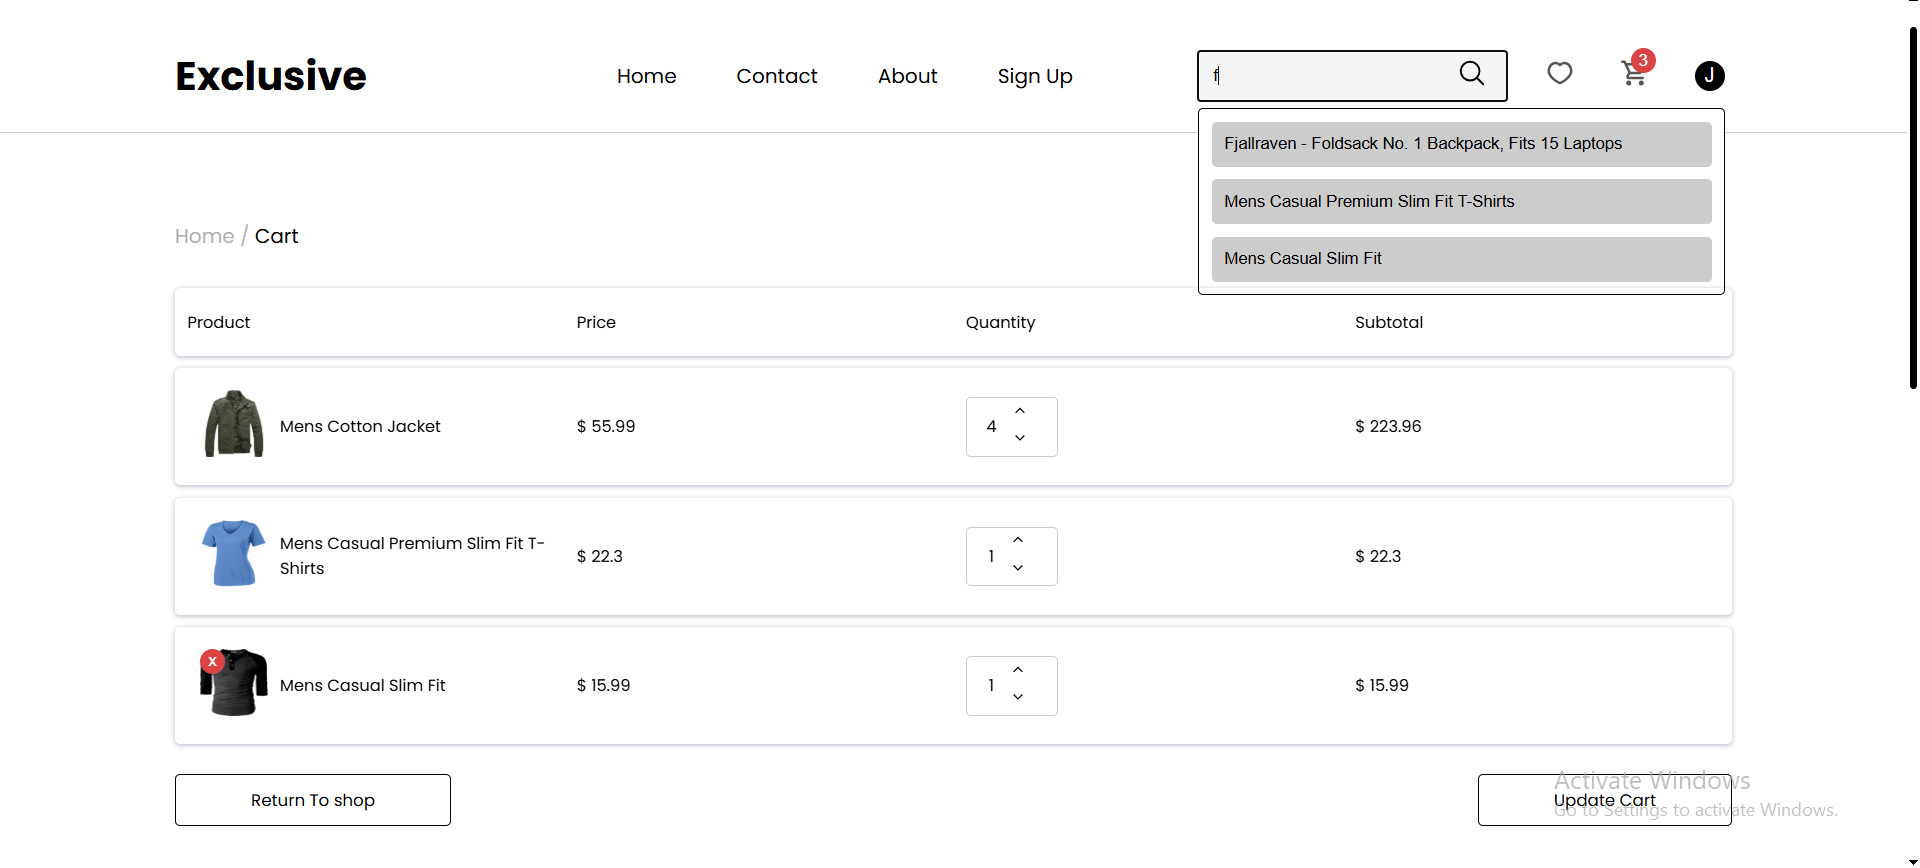 Exclusive
Home
Contact
About
Sign Up
f
3
J
Fjallraven - Foldsack No. 1 Backpack, Fits 15 Laptops
Mens Casual Premium Slim Fit T-Shirts
Mens Casual Slim Fit
Home / Cart
Product
Price
Quantity
Subtotal
Mens Cotton Jacket
$ 55.99
4
$ 223.96
Mens Casual Premium Slim Fit T-
Shirts
$ 22.3
1
$ 22.3
x
Mens Casual Slim Fit
$ 15.99
1
$ 15.99
Return To shop
Update Cart
Activate Windows
Go to Settings to activate Windows.